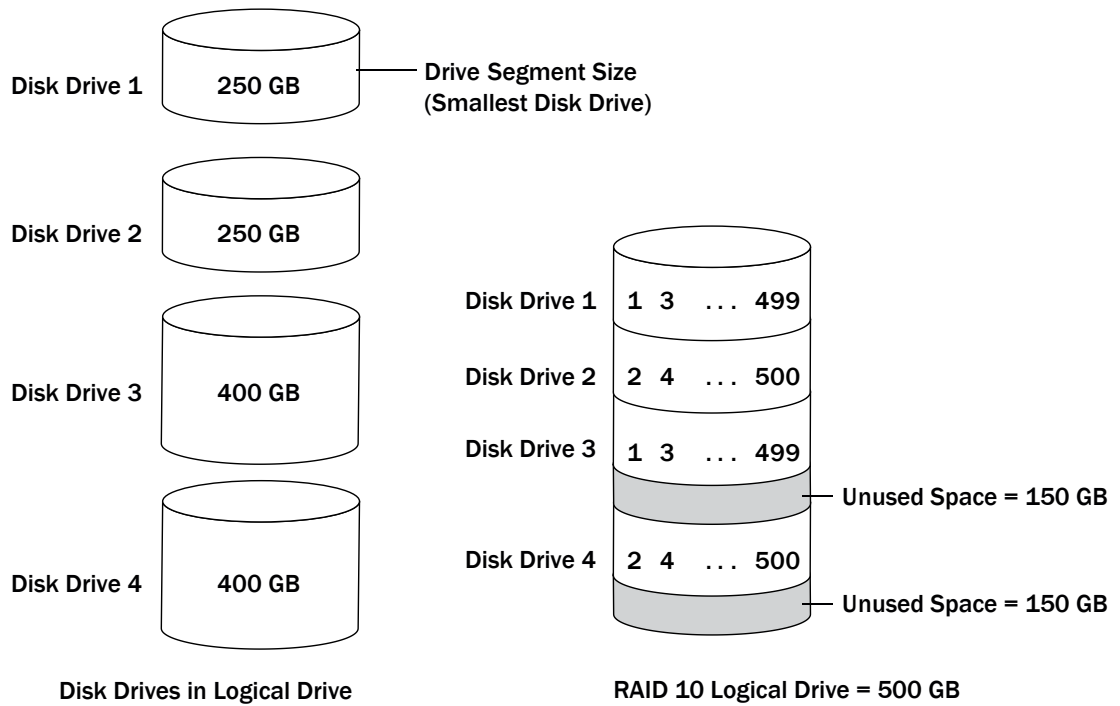 Disk Drive 1
250 GB
Drive Segment Size
(Smallest Disk Drive)
Disk Drive 2
250 GB
Disk Drive 3
400 GB
Disk Drive 4
400 GB
Disk Drives in Logical Drive
Disk Drive 1
1 3 ... 499
Disk Drive 2
2 4 ... 500
Disk Drive 3
1 3 ... 499
Unused Space = 150 GB
Disk Drive 4
2 4 ... 500
Unused Space = 150 GB
RAID 10 Logical Drive = 500 GB